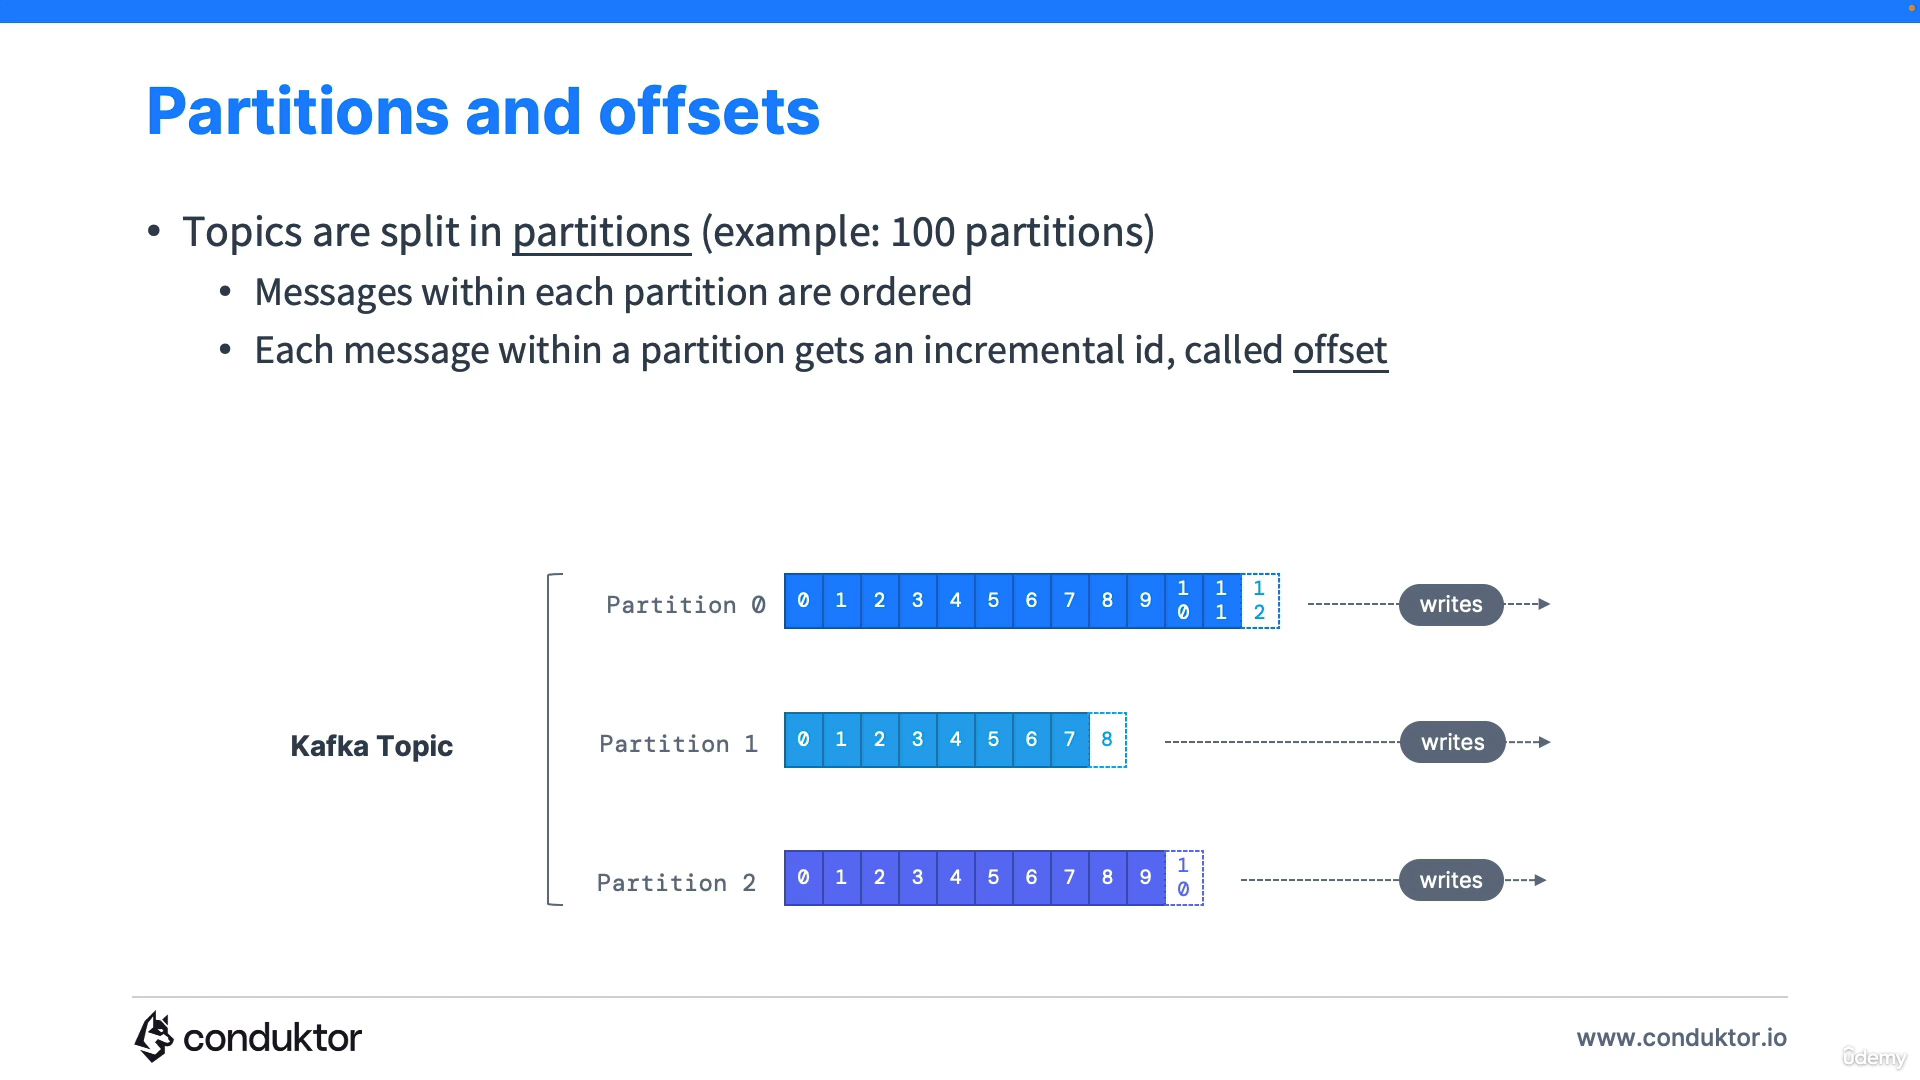 Partitions and offsets
• Topics are split in partitions (example: 100 partitions)
• Messages within each partition are ordered
• Each message within a partition gets an incremental id, called offset
Partition 0 0 1 2 3 4 5 6 7 8 9 10 11 12 writes
Kafka Topic
Partition 1 0 1 2 3 4 5 6 7 8 writes
Partition 2 0 1 2 3 4 5 6 7 8 9 10 writes
conduktor
www.conduktor.io
ûdemy